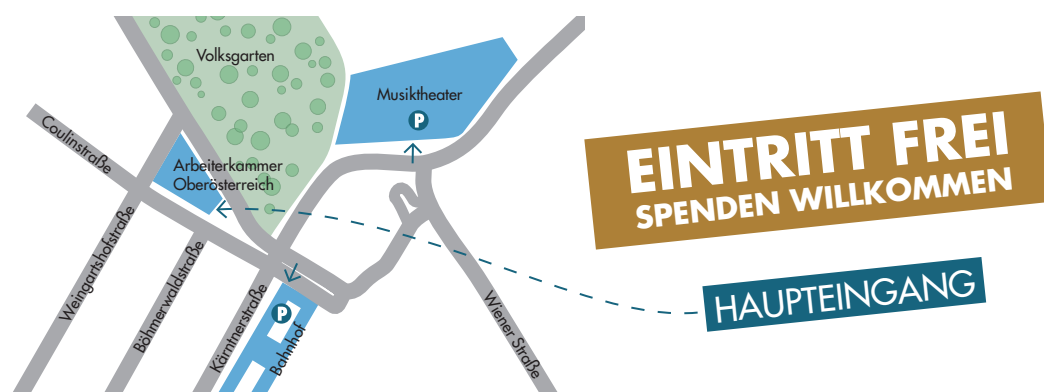 Volksgarten
Musiktheater
P
Coulinstraße
Arbeiterkammer
Oberösterreich
Weingartshofstraße
Böhmerwaldstraße
Kärntnerstraße
P
Bahnhof
Wiener Straße
EINTRITT FREI
SPENDEN WILLKOMMEN
HAUPTEINGANG